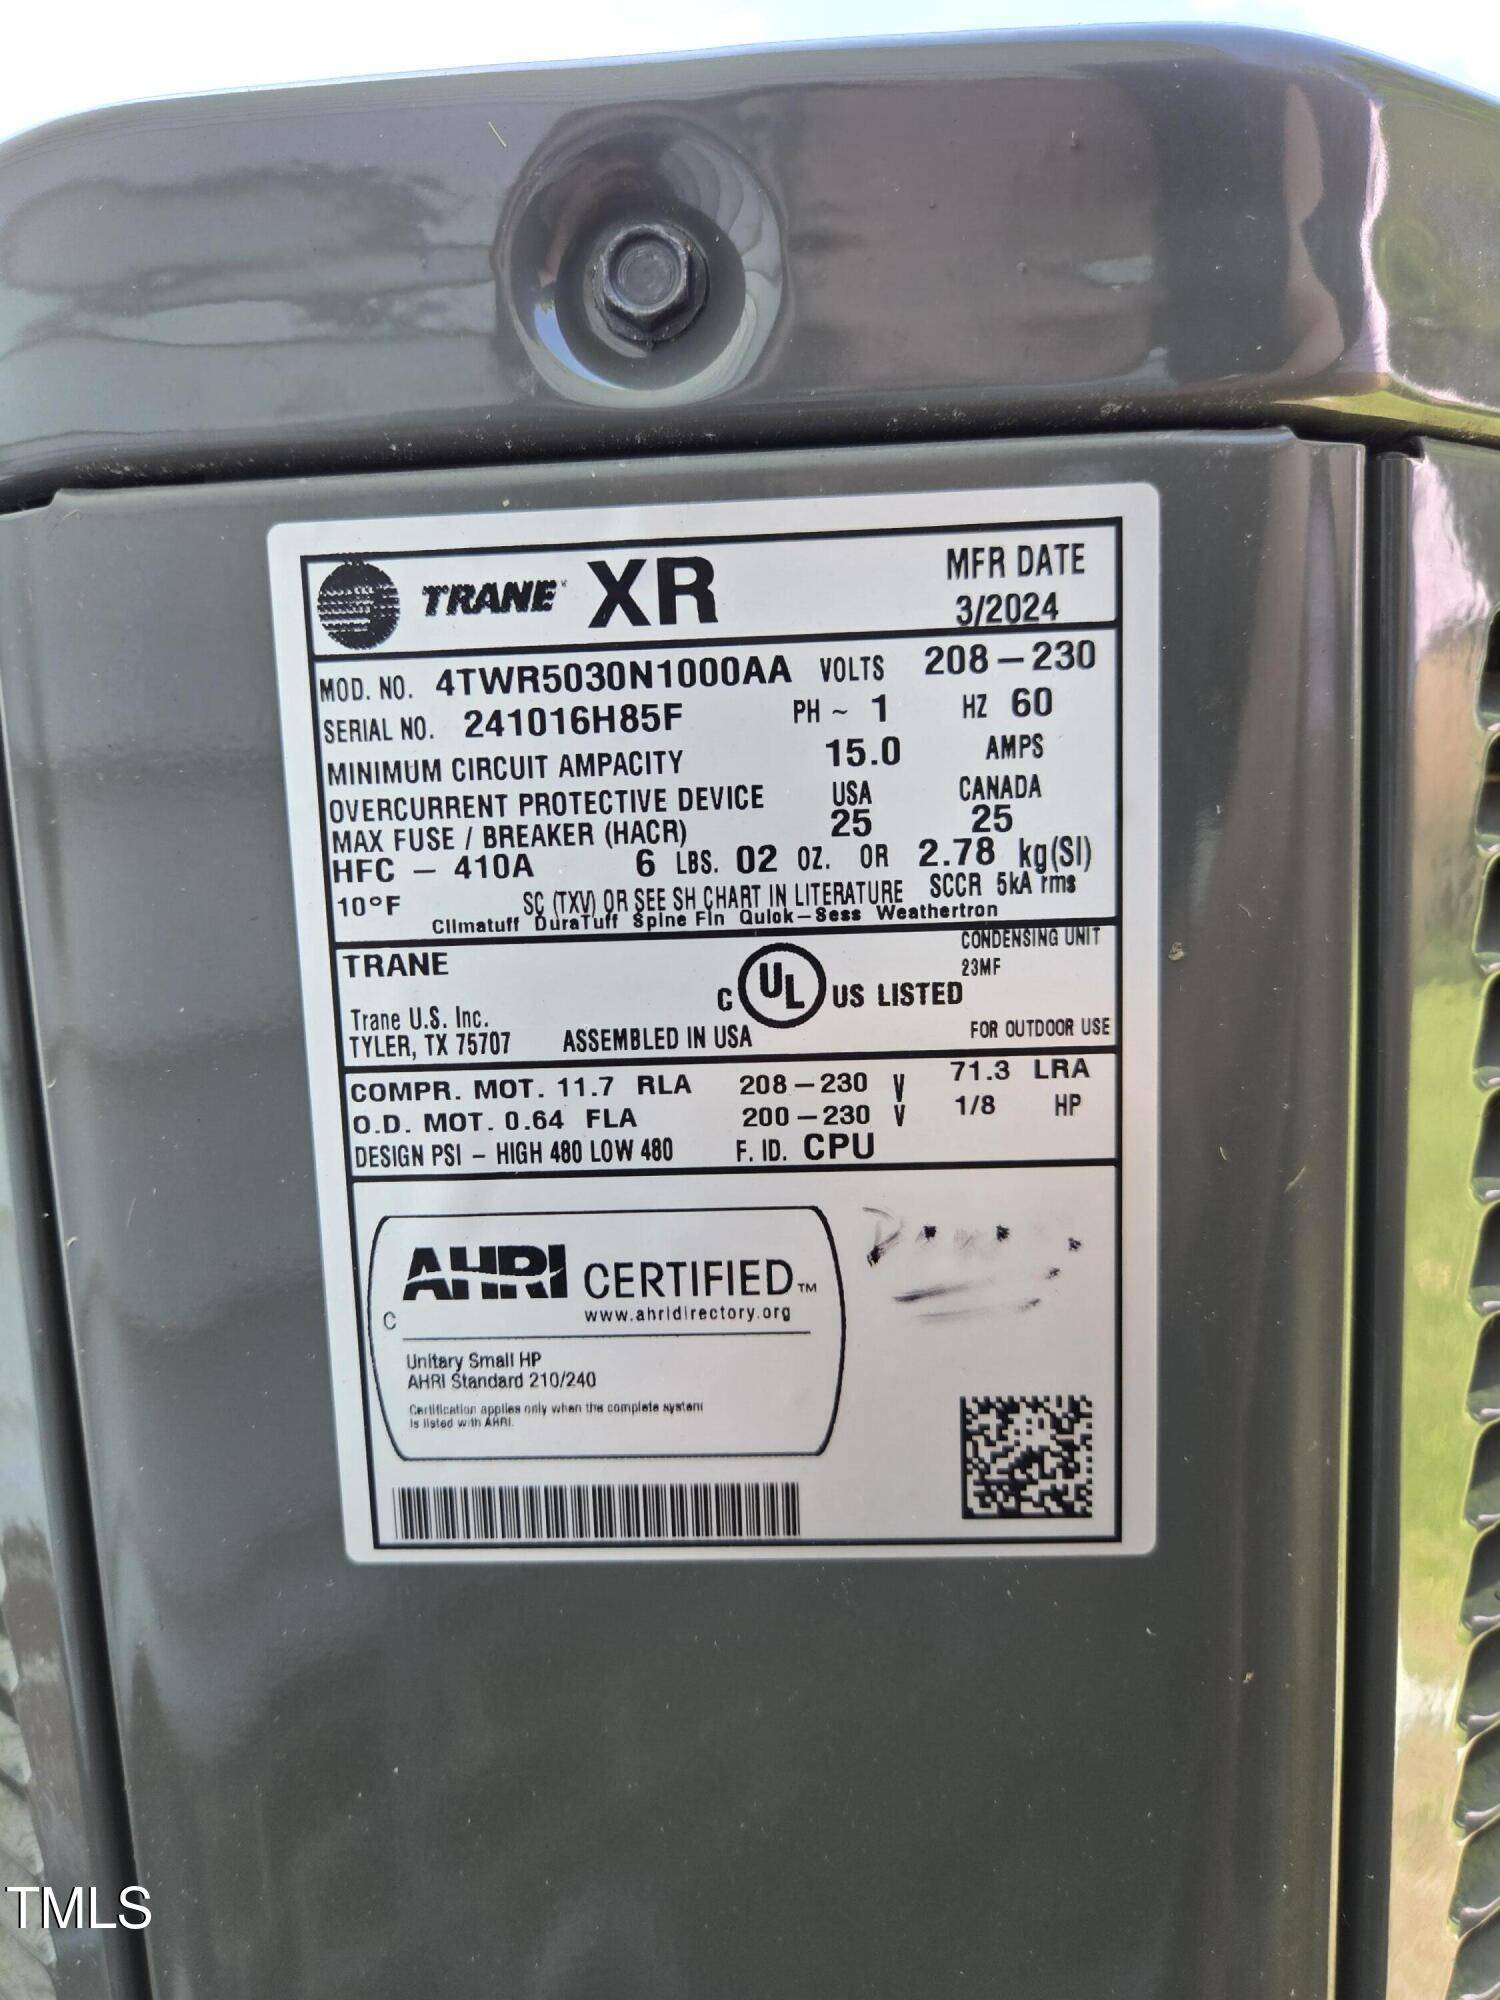 TRANE XR MFR DATE
3/2024
MOD. NO. 4TWR5030N1000AA VOLTS 208-230
SERIAL NO. 241016H85F PH ~ 1 HZ 60
MINIMUM CIRCUIT AMPACITY 15.0 AMPS
OVERCURRENT PROTECTIVE DEVICE USA CANADA
MAX FUSE / BREAKER (HACR) 25 25
HFC - 410A 6 LBS. 02 OZ. OR 2.78 kg(SI)
10°F SC (TXV) OR SEE SH CHART IN LITERATURE SCCR 5kA rms
Climatuff DuraTuff Spine Fin Quick-Sess Weathertron
TRANE CONDENSING UNIT
23MF
C UL US LISTED
Trane U.S. Inc.
TYLER, TX 75707 ASSEMBLED IN USA FOR OUTDOOR USE
COMPR. MOT. 11.7 RLA 208-230 V 71.3 LRA
O.D. MOT. 0.64 FLA 200-230 V 1/8 HP
DESIGN PSI - HIGH 480 LOW 480 F. ID. CPU
AHRI CERTIFIED™
www.ahridirectory.org
C
Unitary Small HP
AHRI Standard 210/240
Certification applies only when the complete system
is listed with AHRI.
TMLS